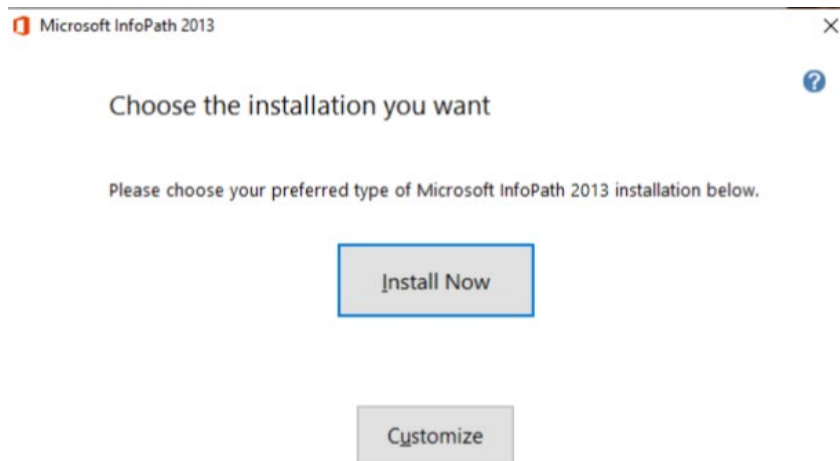 Microsoft InfoPath 2013
Choose the installation you want
Please choose your preferred type of Microsoft InfoPath 2013 installation below.
Install Now
Customize